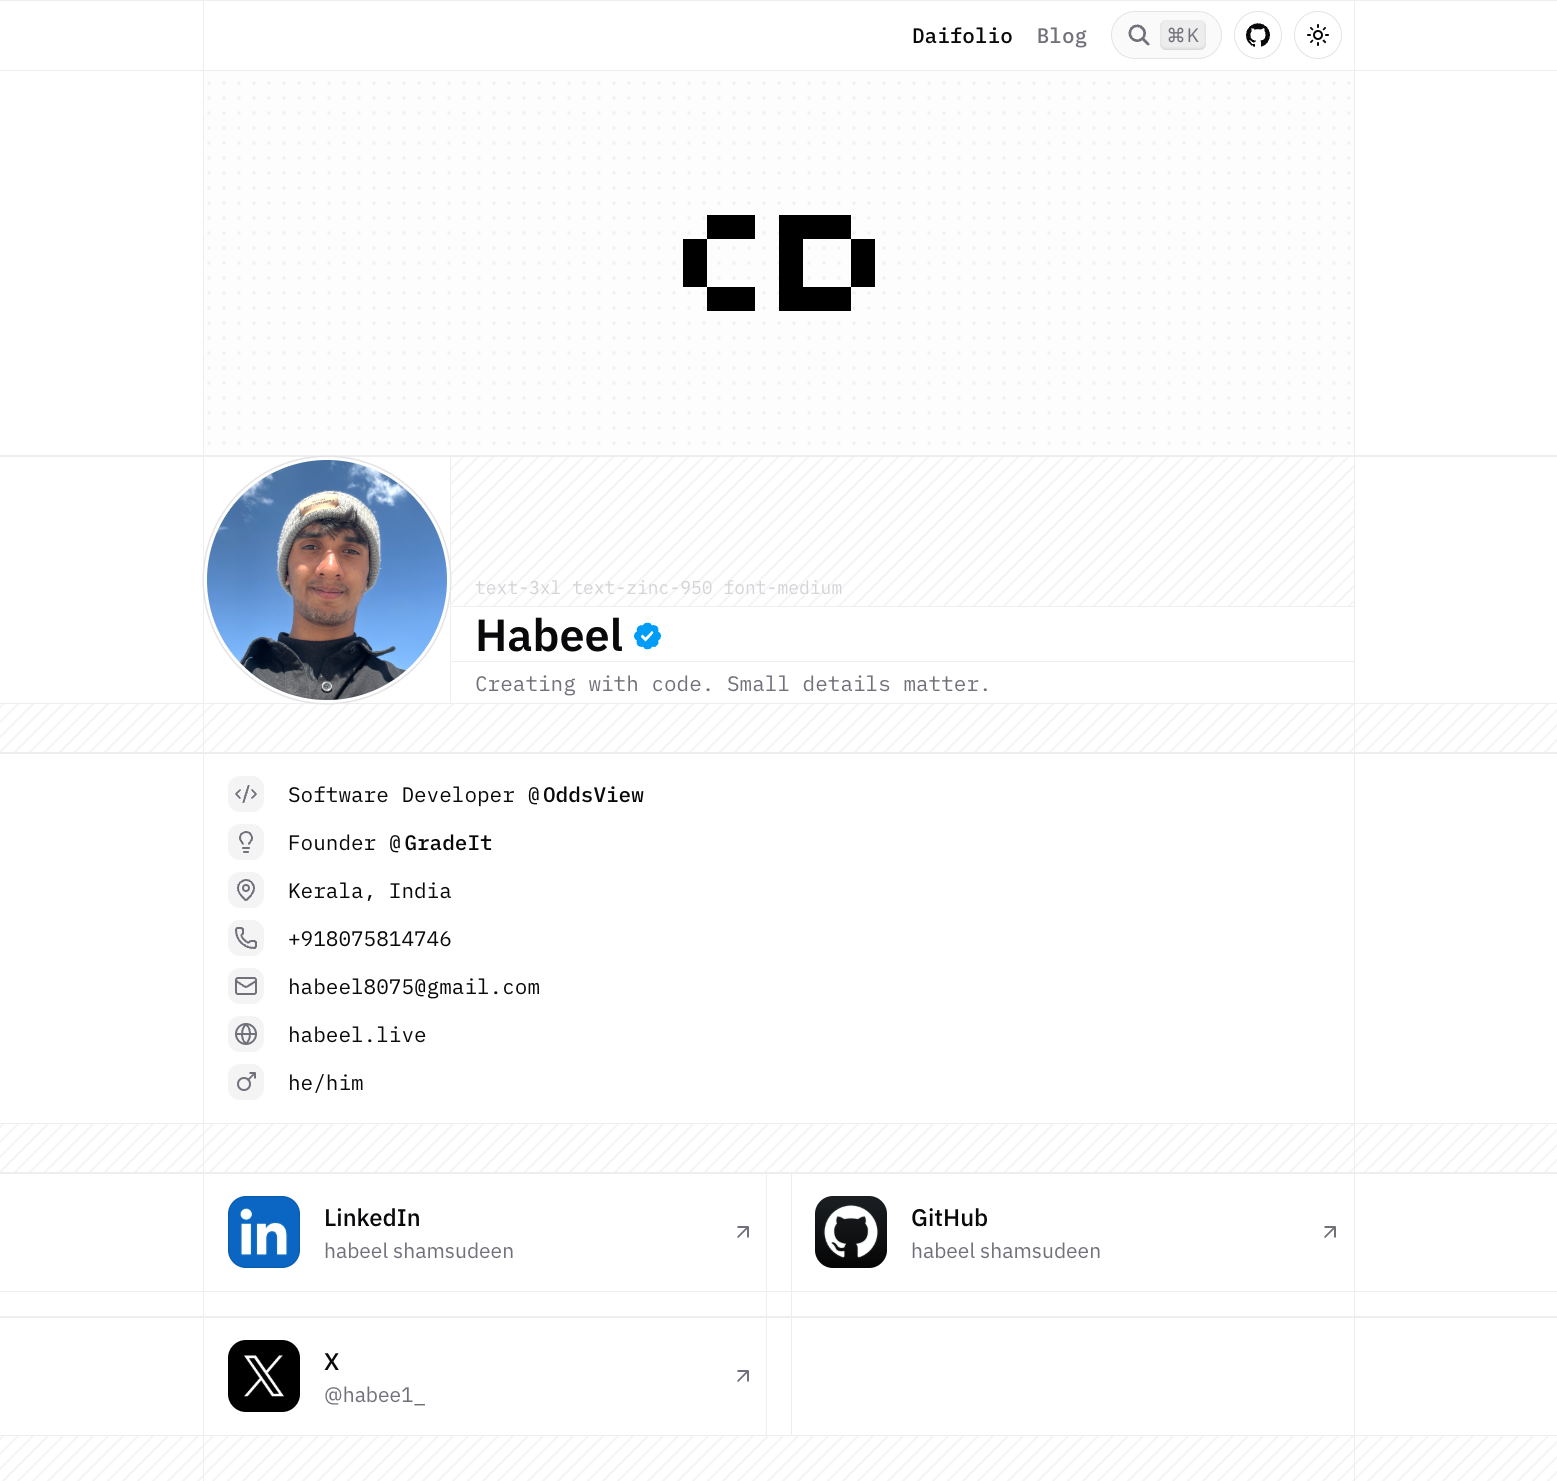 Daifolio Blog ⌘K
CD
text-3xl text-zinc-950 font-medium
Habeel
Creating with code. Small details matter.
Software Developer @OddsView
Founder @GradeIt
Kerala, India
+918075814746
habeel8075@gmail.com
habeel.live
he/him
LinkedIn
habeel shamsudeen
GitHub
habeel shamsudeen
X
@habee1_